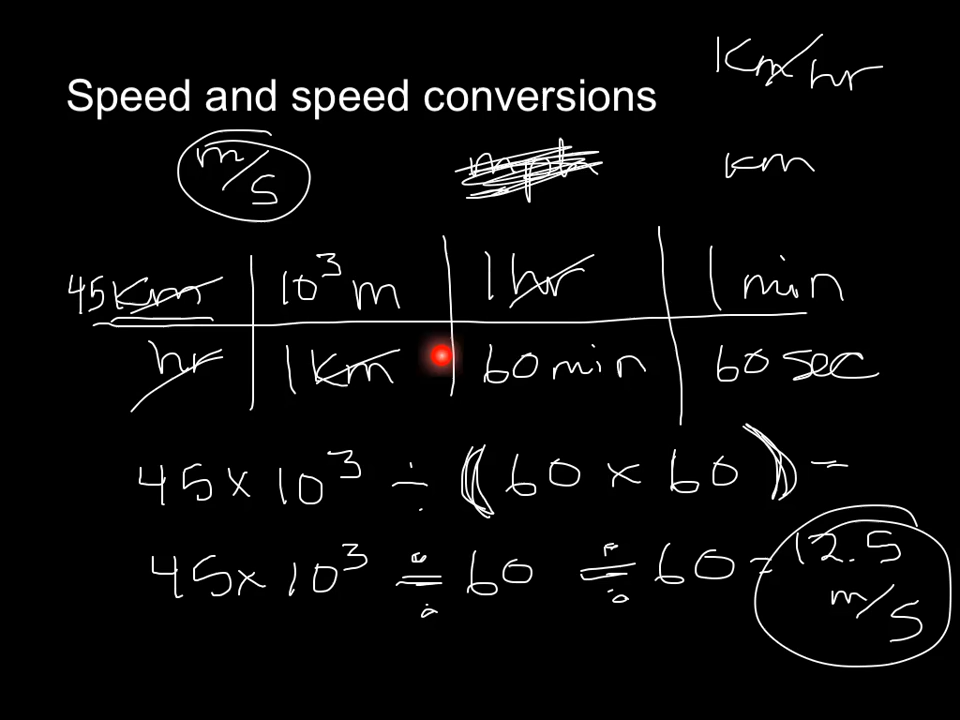 Km/hr
Speed and speed conversions
m/s mph km
45 Km 10³ m 1 hr 1 min
hr 1 Km 60 min 60 sec
45 x 10³ ÷ (60 x 60) =
45 x 10³ ÷ 60 ÷ 60 = 12.5
m/s